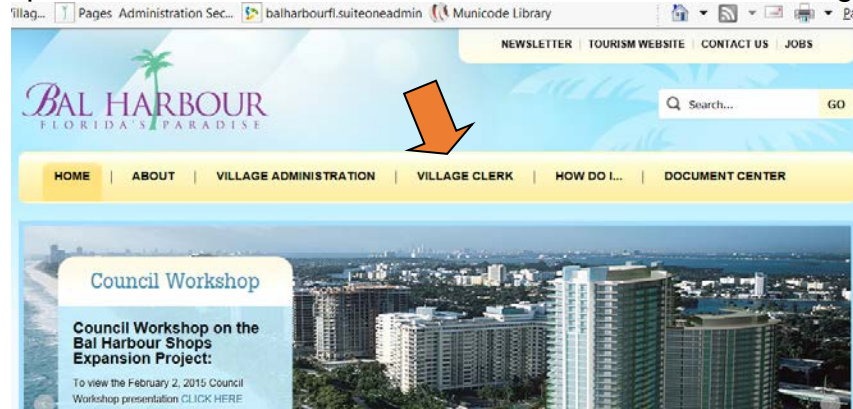 Pages Administration Sec... balharbourfl.suiteoneadmin Municode Library
NEWSLETTER | TOURISM WEBSITE | CONTACT US | JOBS
BAL HARBOUR
FLORIDA'S PARADISE
Search... GO
HOME | ABOUT | VILLAGE ADMINISTRATION | VILLAGE CLERK | HOW DO I... | DOCUMENT CENTER
Council Workshop
Council Workshop on the
Bal Harbour Shops
Expansion Project:
To view the February 2, 2015 Council
Workshop presentation CLICK HERE